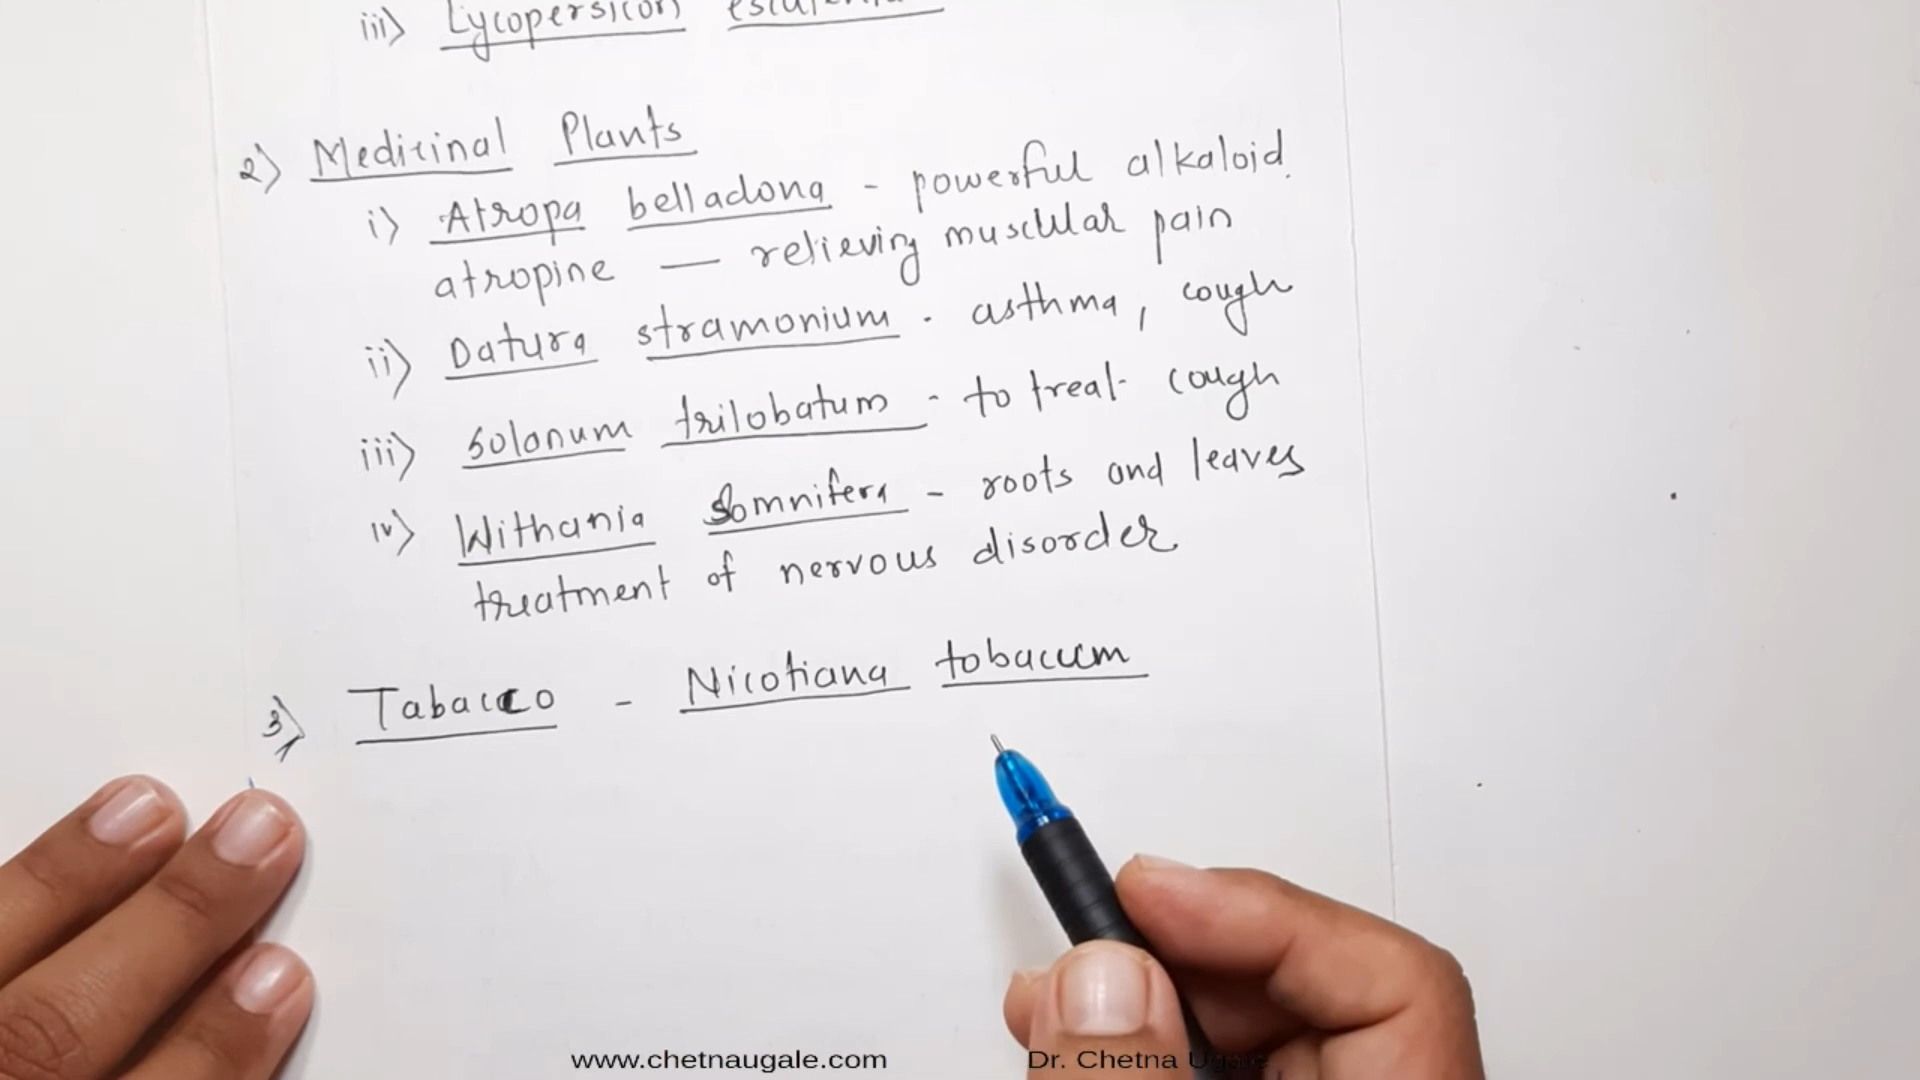 iii) Lycopersicon
2) Medicinal Plants
i) Atropa belladona - powerful alkaloid.
atropine — relieving muscular pain
ii) Datura stramonium. asthma, cough
iii) Solanum trilobatum - to treat cough
iv) Withania Somnifera - roots and leaves
treatment of nervous disorder
3) Tabacco - Nicotiana tobaccum
www.chetnaugale.com Dr. Chetna